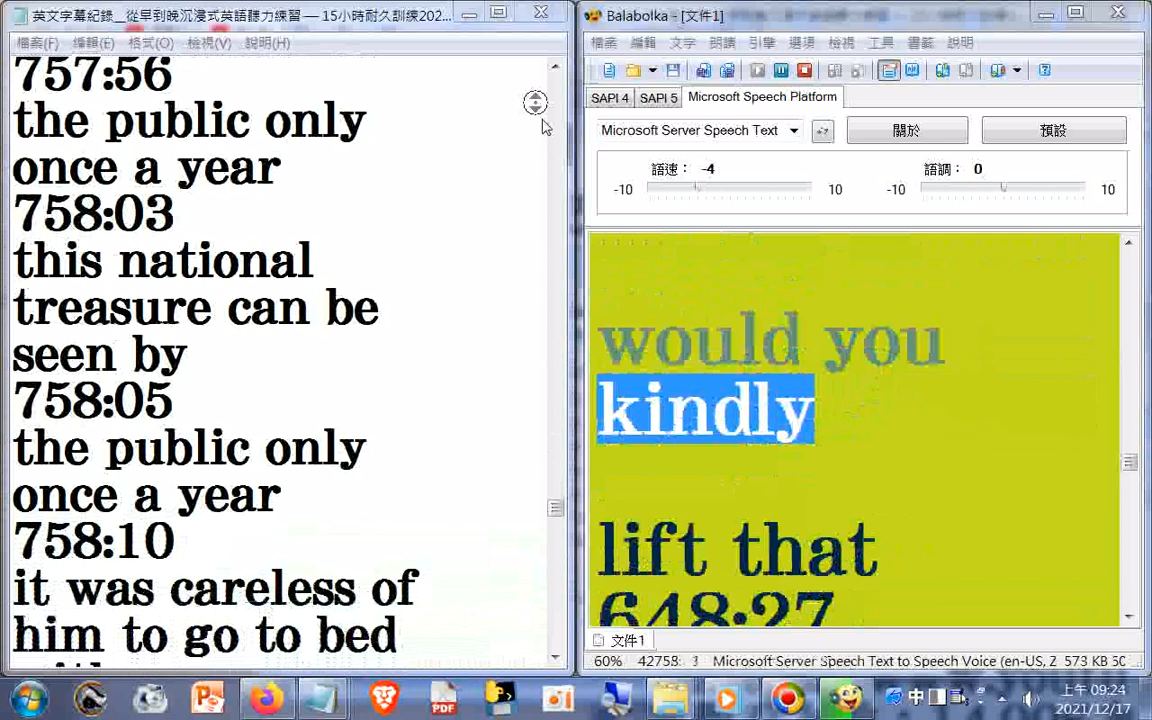 英文字幕紀錄__從早到晚沉浸式英語聽力練習 — 15小時耐久訓練202...
檔案(F) 編輯(E) 格式(O) 檢視(V) 說明(H)
757:56
the public only
once a year
758:03
this national
treasure can be
seen by
758:05
the public only
once a year
758:10
it was careless of
him to go to bed
Balabolka - [文件1]
檔案 編輯 文字 朗讀 引擎 選項 檢視 工具 書籤 說明
SAPI 4 SAPI 5 Microsoft Speech Platform
Microsoft Server Speech Text 關於 預設
語速： -4 語調： 0
-10 10 -10 10
would you
kindly
lift that
648:27
文件1
60% 42758: Microsoft Server Speech Text to Speech Voice (en-US, Z 573 KB
中 上午 09:24
2021/12/17